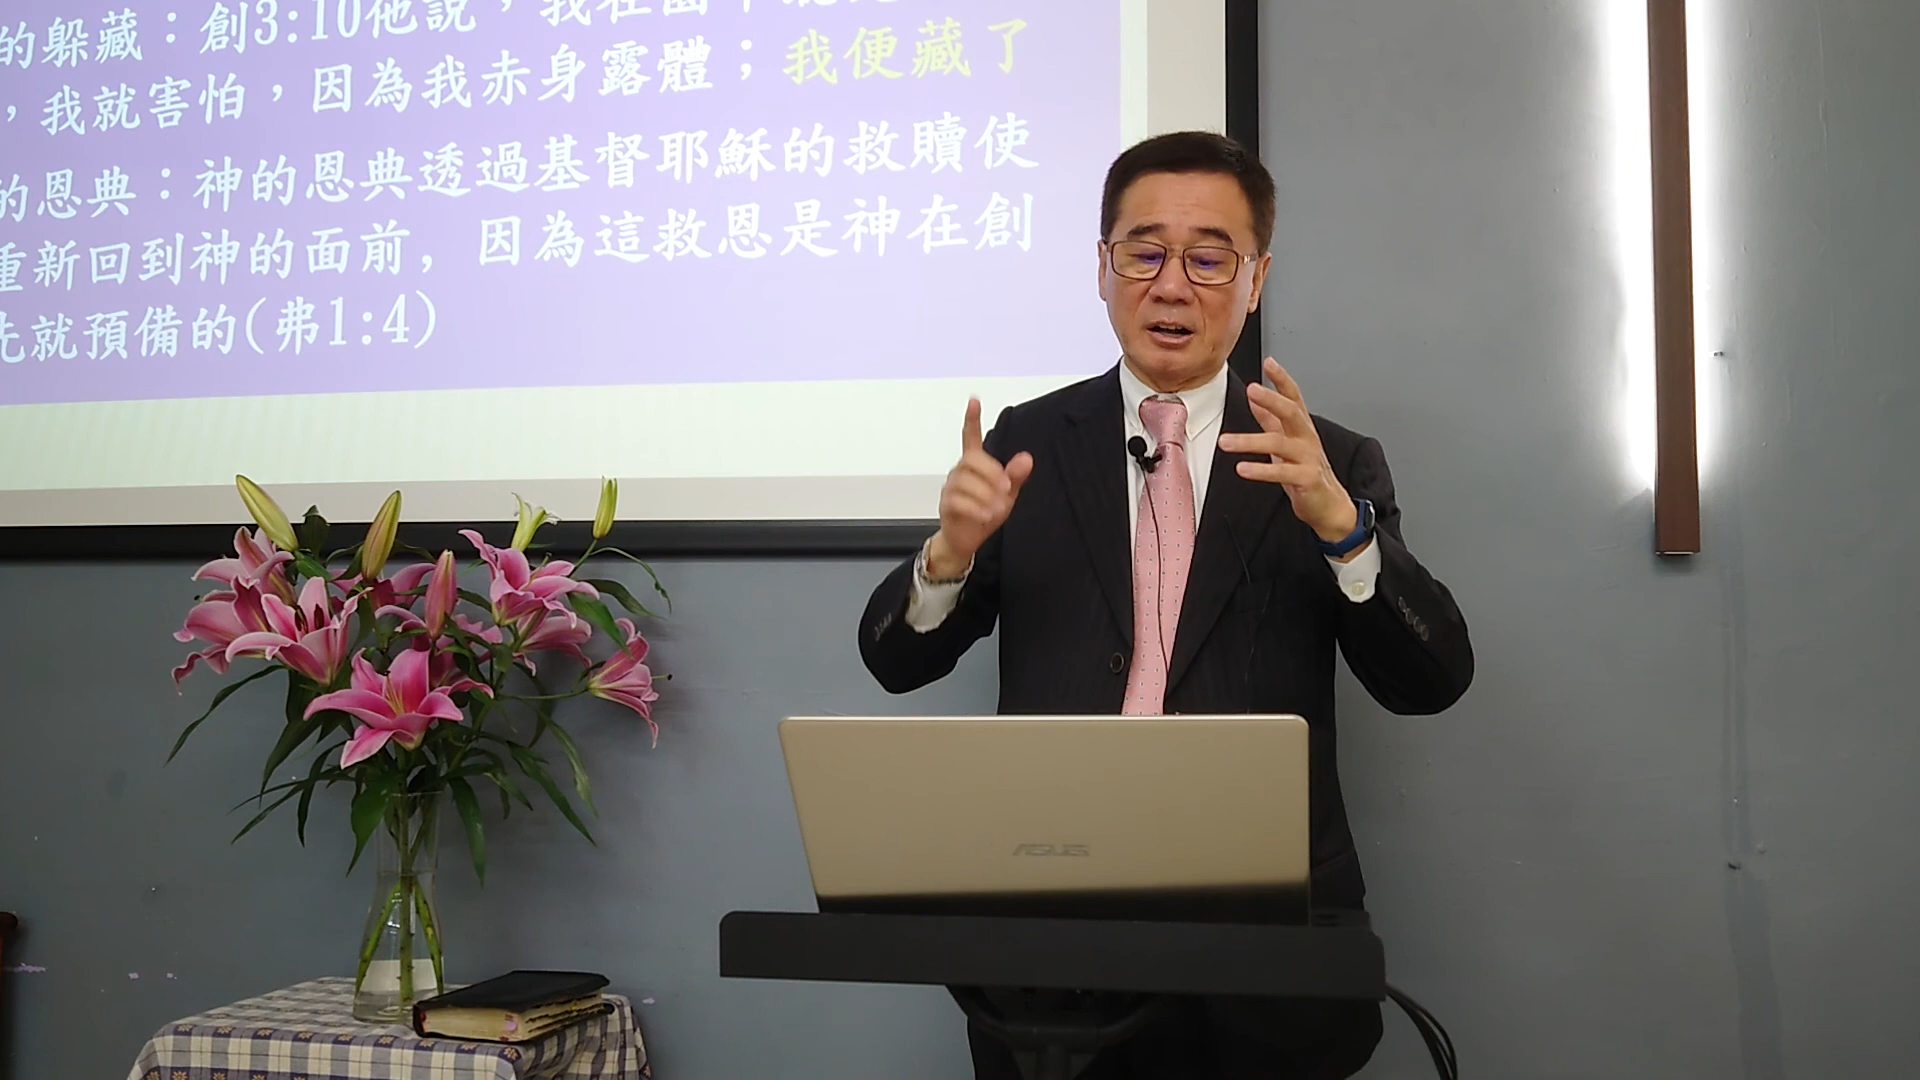 的躲藏：創3:10他說，我在
，我就害怕，因為我赤身露體；我便藏了
的恩典：神的恩典透過基督耶穌的救贖使
重新回到神的面前, 因為這救恩是神在創
先就預備的(弗1:4)
ASUS